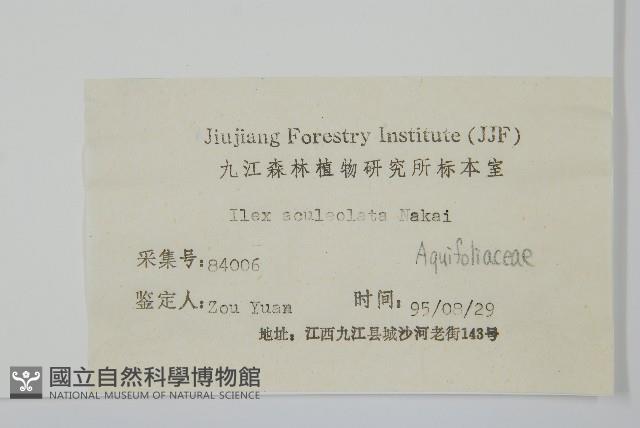 Jiujiang Forestry Institute (JJF)
九江森林植物研究所标本室
Ilex aculeolata Nakai
Aquifoliaceae
采集号: 84006
鉴定人: Zou Yuan 时间: 95/08/29
地址: 江西九江县城沙河老街143号
國立自然科學博物館
NATIONAL MUSEUM OF NATURAL SCIENCE